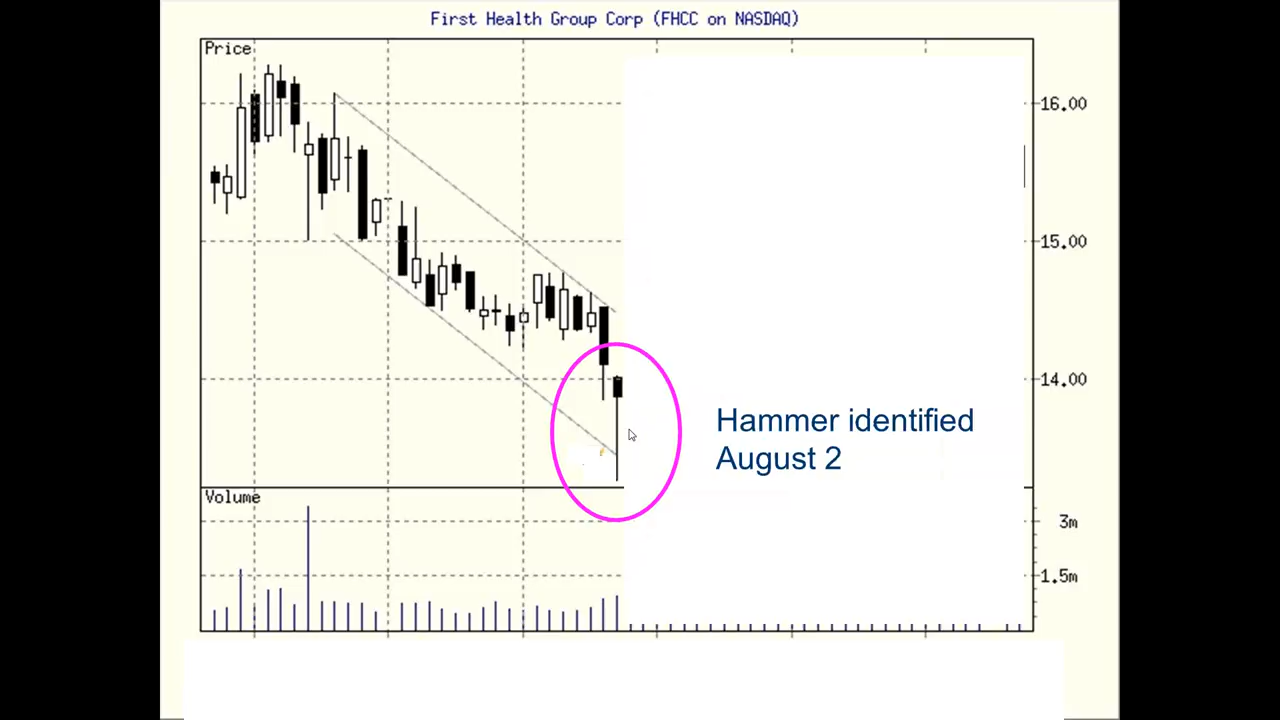 First Health Group Corp (FHCC on NASDAQ)
Price
16.00
15.00
14.00
Hammer identified
August 2
Volume
3m
1.5m